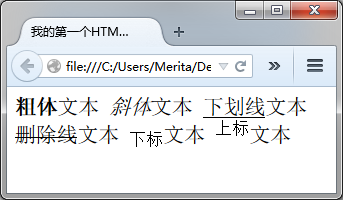 我的第一个HTM...
file:///C:/Users/Merita/De
粗体文本 斜体文本 下划线文本
删除线文本 下标文本 上标文本